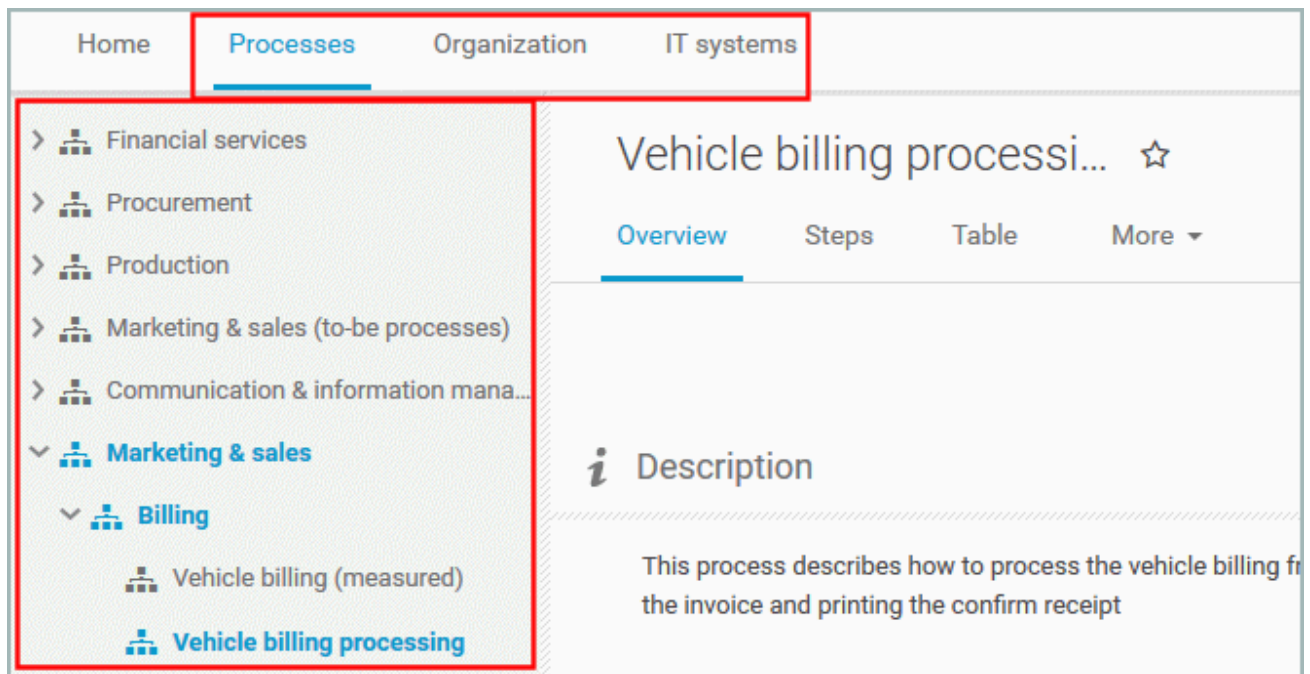 Home Processes Organization IT systems
Financial services
Procurement
Production
Marketing & sales (to-be processes)
Communication & information mana...
Marketing & sales
Billing
Vehicle billing (measured)
Vehicle billing processing
Vehicle billing processi...
Overview Steps Table More
Description
This process describes how to process the vehicle billing
the invoice and printing the confirm receipt